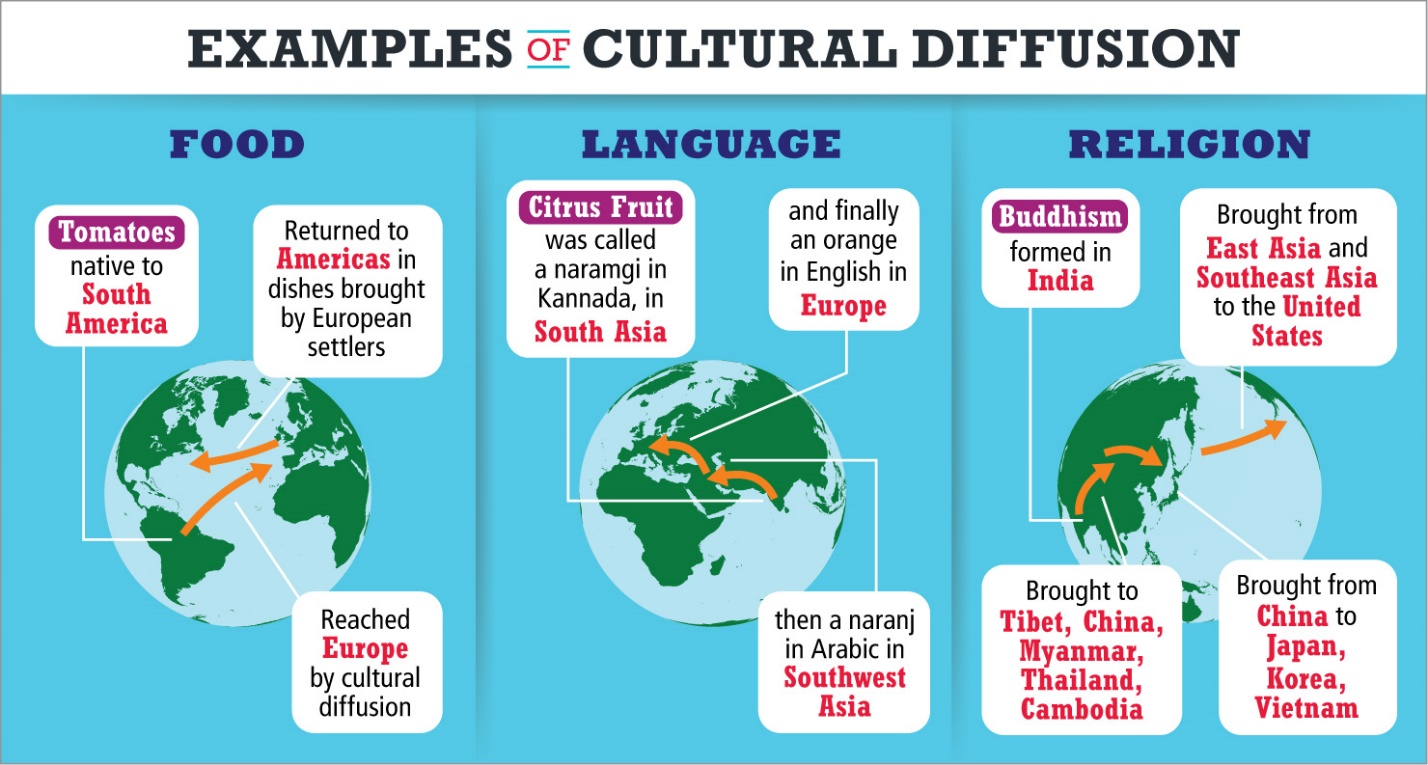 EXAMPLES OF CULTURAL DIFFUSION
FOOD
Tomatoes
native to
South
America
Returned to
Americas in
dishes brought
by European
settlers
Reached
Europe
by cultural
diffusion
LANGUAGE
Citrus Fruit
was called
a naramgi in
Kannada, in
South Asia
and finally
an orange
in English in
Europe
then a naranj
in Arabic in
Southwest
Asia
RELIGION
Buddhism
formed in
India
Brought from
East Asia and
Southeast Asia
to the United
States
Brought to
Tibet, China,
Myanmar,
Thailand,
Cambodia
Brought from
China to
Japan,
Korea,
Vietnam